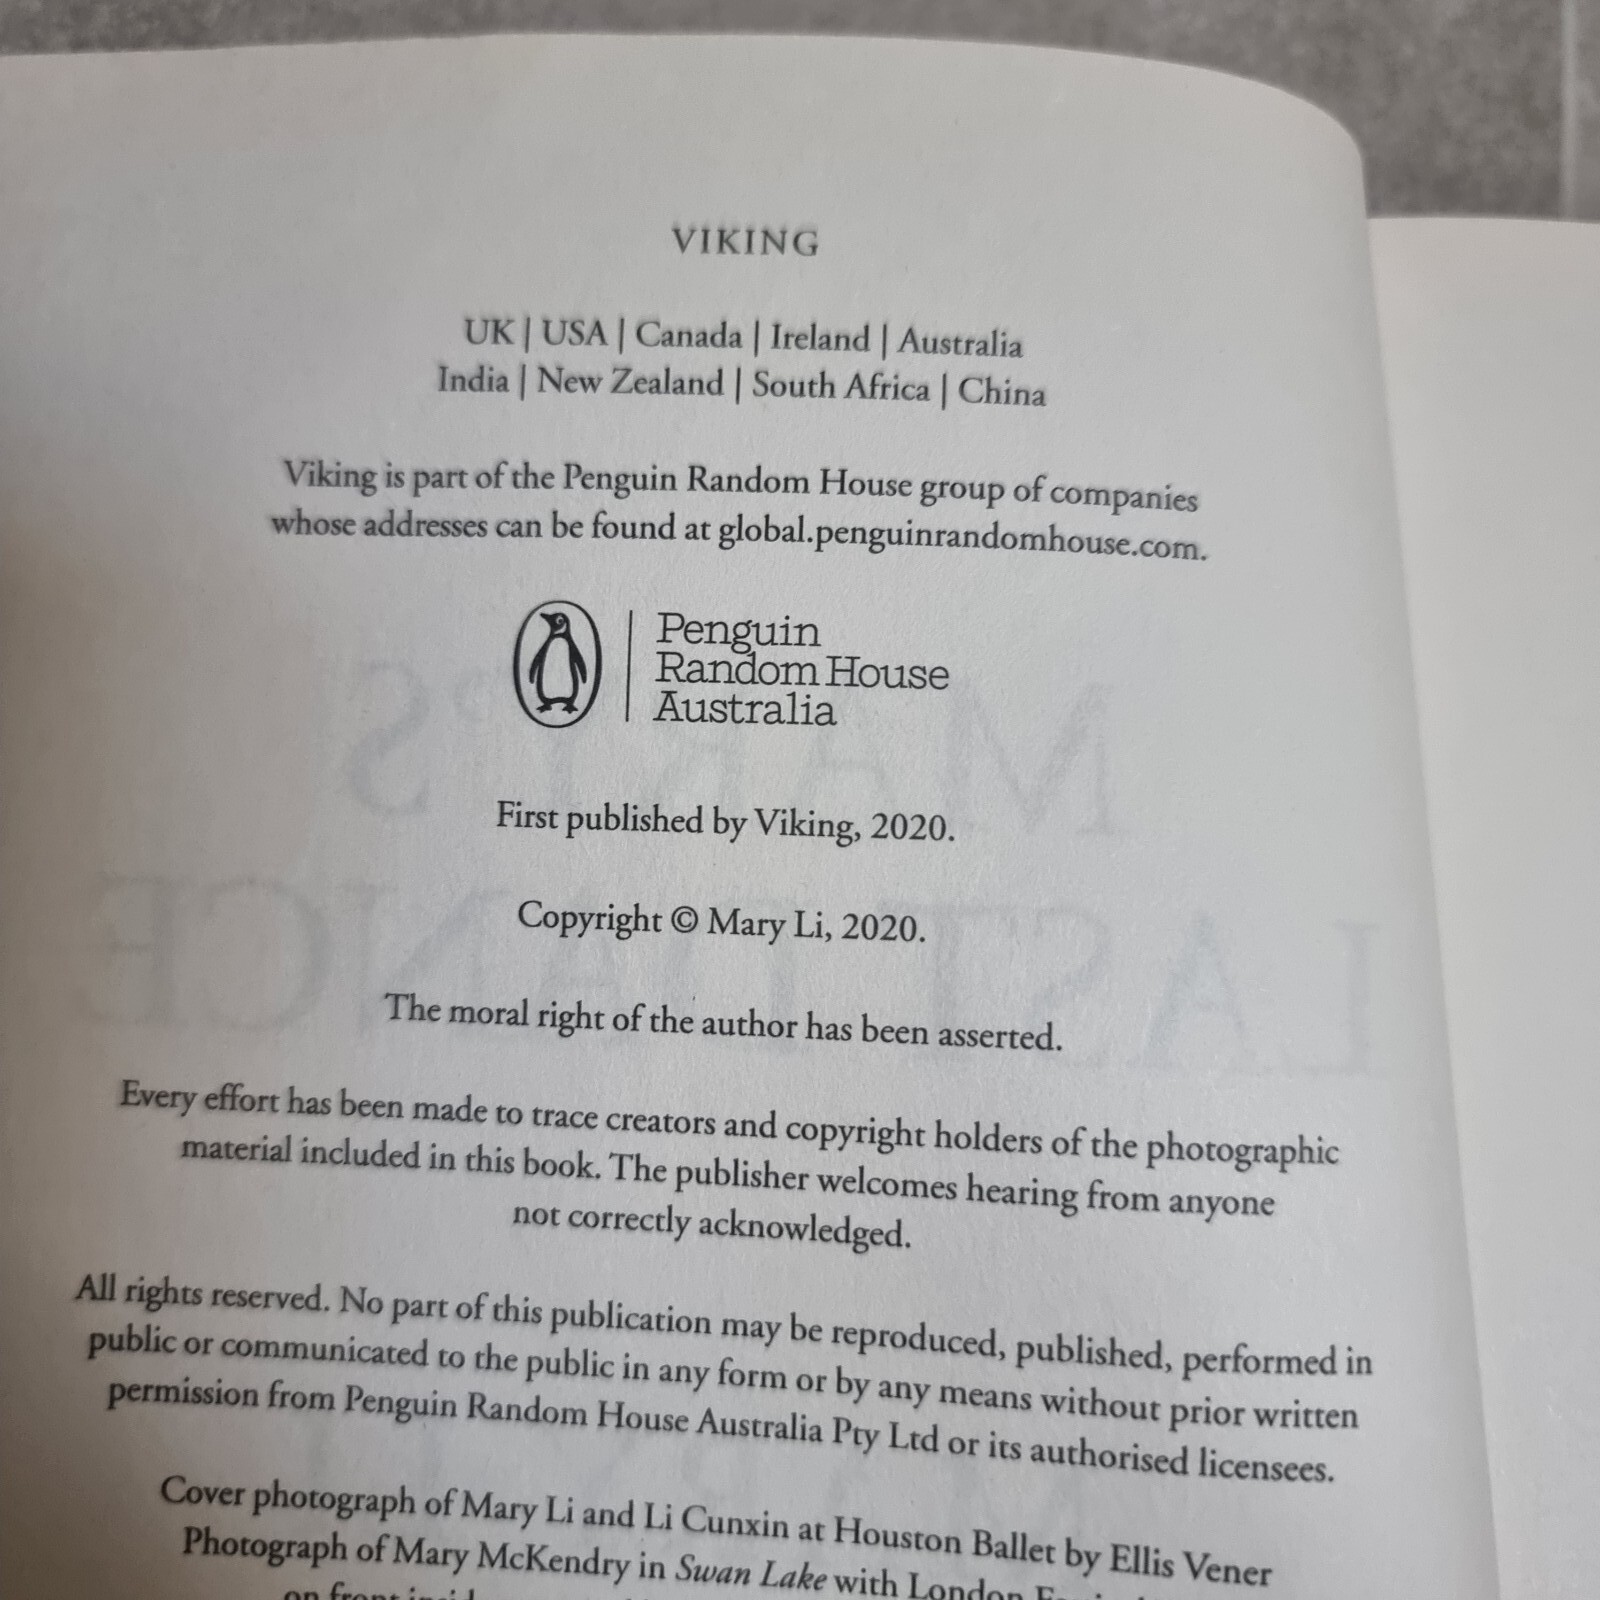 VIKING
UK | USA | Canada | Ireland | Australia
India | New Zealand | South Africa | China
Viking is part of the Penguin Random House group of companies
whose addresses can be found at global.penguinrandomhouse.com.
Penguin
Random House
Australia
First published by Viking, 2020.
Copyright © Mary Li, 2020.
The moral right of the author has been asserted.
Every effort has been made to trace creators and copyright holders of the photographic
material included in this book. The publisher welcomes hearing from anyone
not correctly acknowledged.
All rights reserved. No part of this publication may be reproduced, published, performed in
public or communicated to the public in any form or by any means without prior written
permission from Penguin Random House Australia Pty Ltd or its authorised licensees.
Cover photograph of Mary Li and Li Cunxin at Houston Ballet by Ellis Vener
Photograph of Mary McKendry in Swan Lake with London
on front